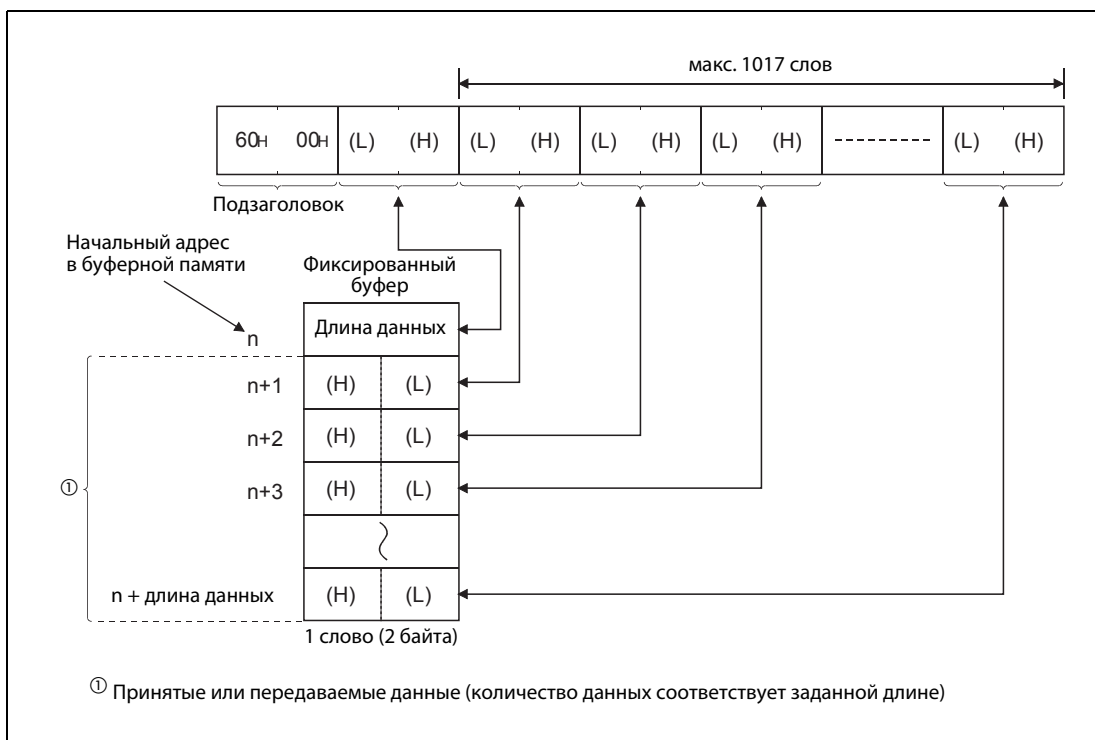 макс. 1017 слов
60H 00H (L) (H) (L) (H) (L) (H) (L) (H) (L) (H)
Подзаголовок
Начальный адрес
в буферной памяти
Фиксированный
буфер
n Длина данных
n+1 (H) (L)
n+2 (H) (L)
① n+3 (H) (L)
n + длина данных (H) (L)
1 слово (2 байта)
① Принятые или передаваемые данные (количество данных соответствует заданной длине)